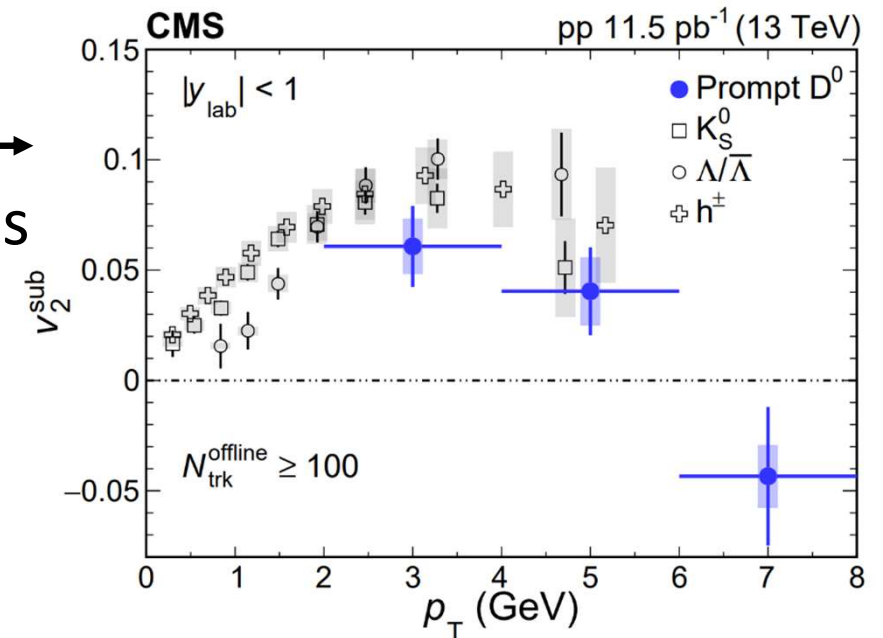 CMS
pp 11.5 pb⁻¹ (13 TeV)
|y_lab| < 1
Prompt D⁰
K⁰_S
Λ/Λ̅
h±
S
v₂^sub
N_trk^offline ≥ 100
0.15
0.1
0.05
0
−0.05
0 1 2 3 4 5 6 7 8
p_T (GeV)